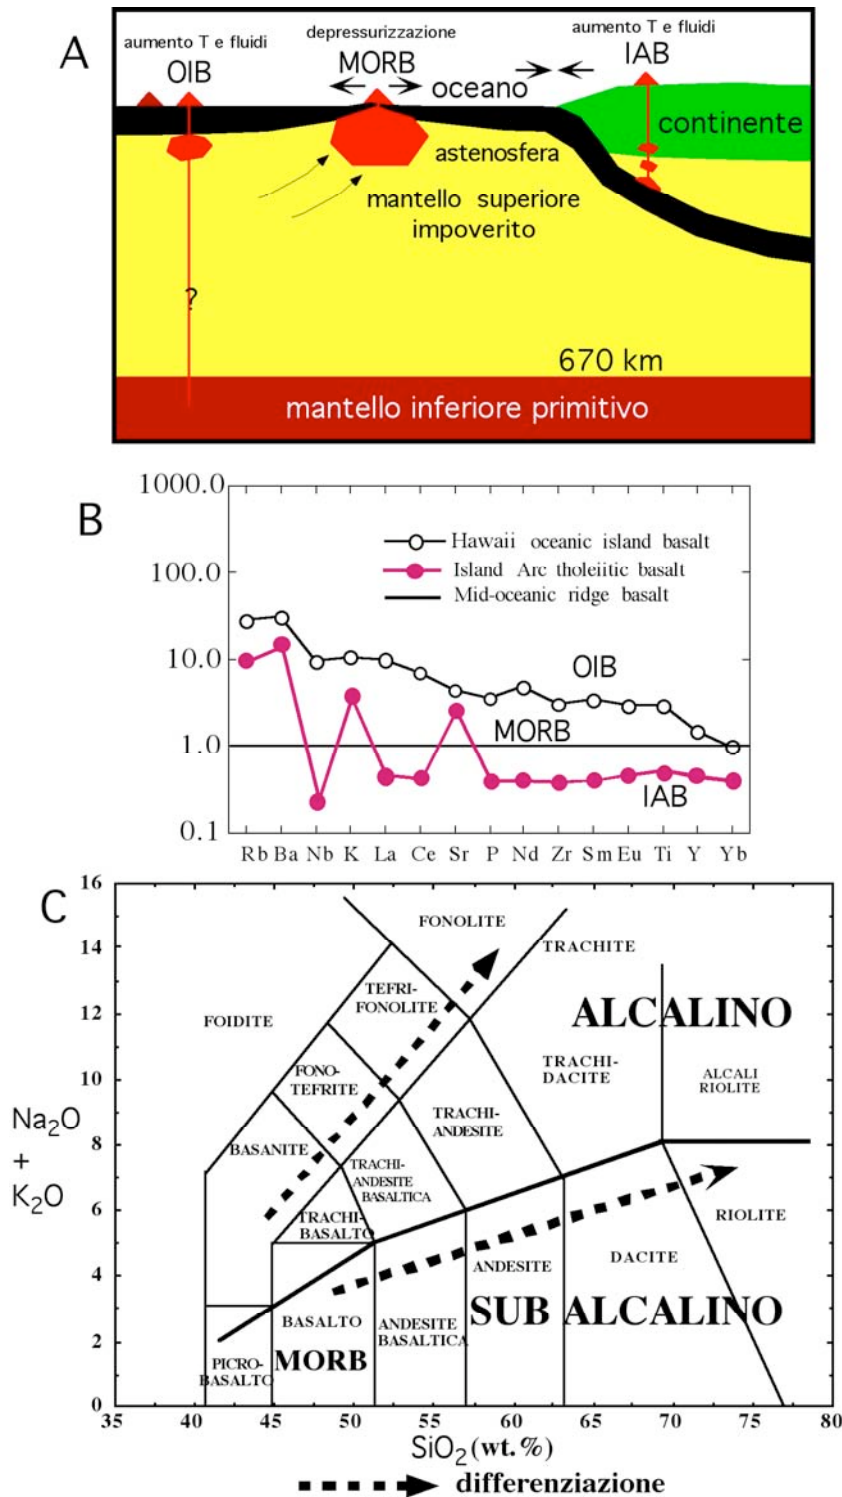 A
aumento T e fluidi
OIB
depressurizzazione
MORB
oceano
aumento T e fluidi
IAB
continente
astenosfera
mantello superiore
impoverito
?
670 km
mantello inferiore primitivo
B
1000.0
100.0
10.0
1.0
0.1
Hawaii oceanic island basalt
Island Arc tholeiitic basalt
Mid-oceanic ridge basalt
OIB
MORB
IAB
Rb Ba Nb K La Ce Sr P Nd Zr Sm Eu Ti Y Yb
C
16
14
12
10
8
6
4
2
0
Na2O
+
K2O
FONOLITE
TRACHITE
TEFRI-
FONOLITE
FOIDITE
ALCALINO
FONO-
TEFRITE
TRACHI-
DACITE
ALCALI
RIOLITE
BASANITE
TRACHI-
ANDESITE
TRACHI-
ANDESITE
BASALTICA
TRACHI-
BASALTO
RIOLITE
ANDESITE
DACITE
BASALTO
ANDESITE
BASALTICA
SUB ALCALINO
PICRO-
BASALTO
MORB
35 40 45 50 55 60 65 70 75 80
SiO2 (wt.%)
differenziazione